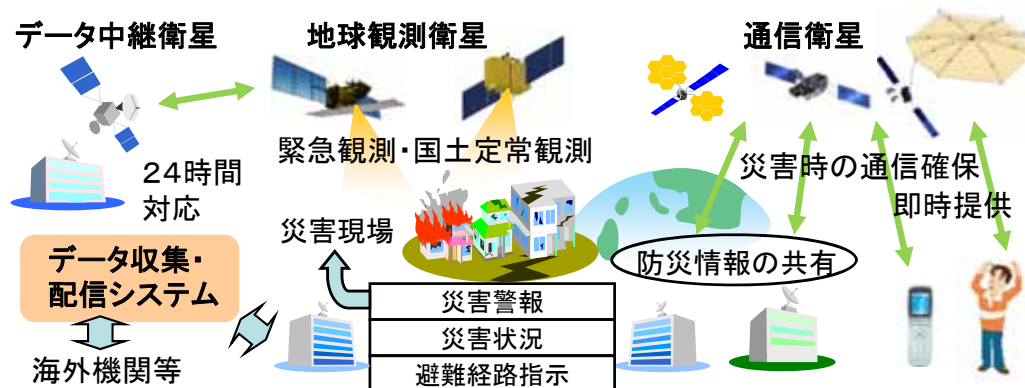 データ中継衛星
地球観測衛星
通信衛星
緊急観測・国土定常観測
24時間
対応
災害時の通信確保
即時提供
災害現場
防災情報の共有
データ収集・
配信システム
災害警報
災害状況
避難経路指示
海外機関等